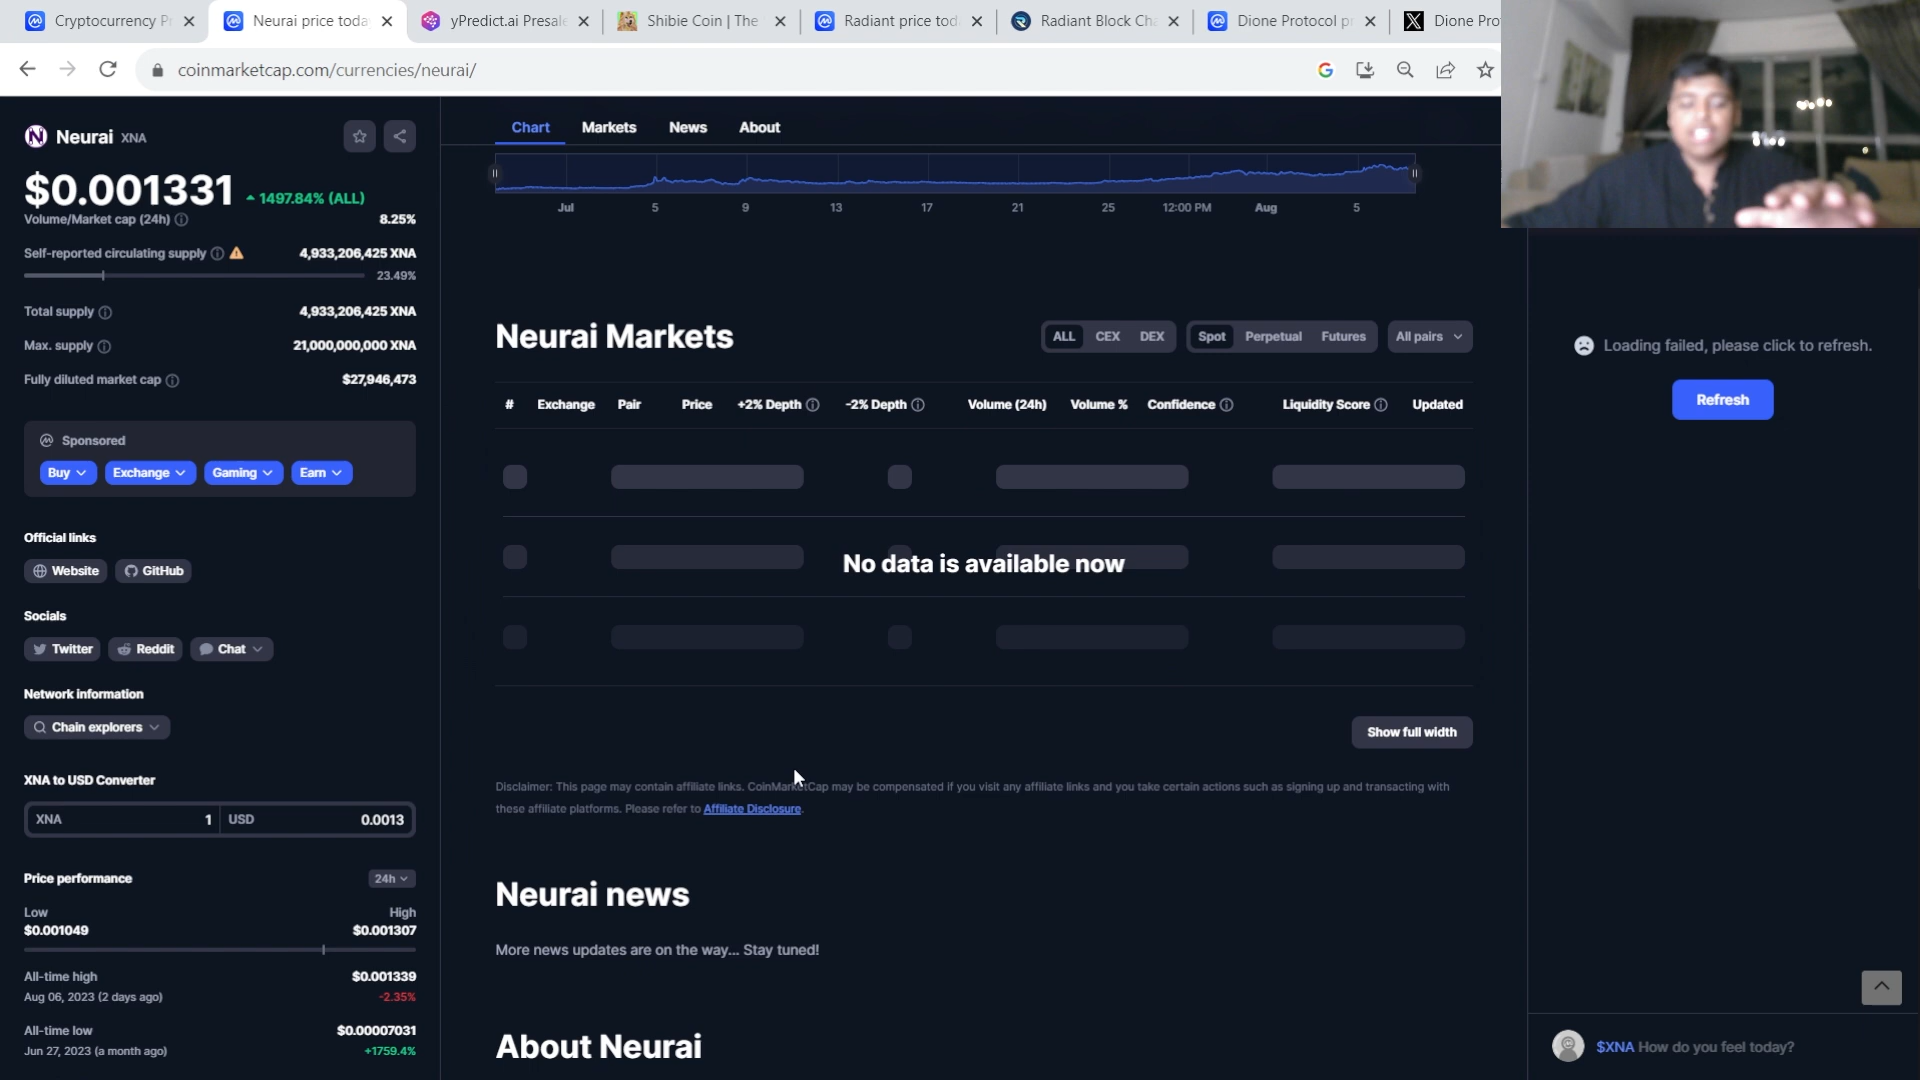 Cryptocurrency P
Neurai price toda
yPredict.ai Presale
Shibie Coin | The
Radiant price tod
Radiant Block Cha
Dione Protocol p
Dione Pro
coinmarketcap.com/currencies/neurai/
Neurai XNA
$0.001331 1497.84% (ALL)
Volume/Market cap (24h) 8.25%
Self-reported circulating supply 4,933,206,425 XNA
23.49%
Total supply 4,933,206,425 XNA
Max. supply 21,000,000,000 XNA
Fully diluted market cap $27,946,473
Sponsored
Buy Exchange Gaming Earn
Official links
Website GitHub
Socials
Twitter Reddit Chat
Network information
Chain explorers
XNA to USD Converter
XNA 1 USD 0.0013
Price performance 24h
Low High
$0.001049 $0.001307
All-time high $0.001339
Aug 06, 2023 (2 days ago) -2.35%
All-time low $0.00007031
Jun 27, 2023 (a month ago) +1759.4%
Chart Markets News About
Jul 5 9 13 17 21 25 12:00 PM Aug 5
Neurai Markets
ALL CEX DEX Spot Perpetual Futures All pairs
# Exchange Pair Price +2% Depth -2% Depth Volume (24h) Volume % Confidence Liquidity Score Updated
No data is available now
Show full width
Disclaimer: This page may contain affiliate links. CoinMarketCap may be compensated if you visit any affiliate links and you take certain actions such as signing up and transacting with
these affiliate platforms. Please refer to Affiliate Disclosure.
Neurai news
More news updates are on the way... Stay tuned!
About Neurai
Loading failed, please click to refresh.
Refresh
$XNA How do you feel today?